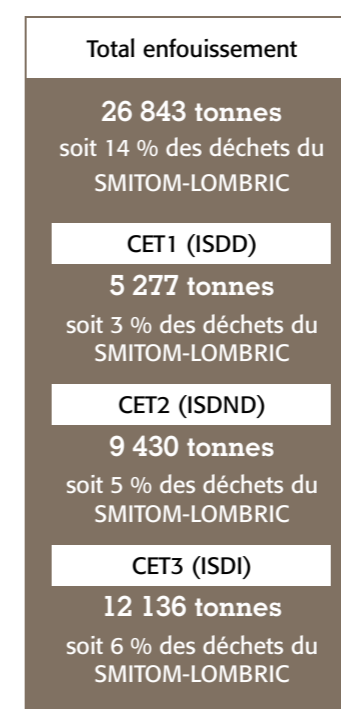 Total enfouissement
26 843 tonnes
soit 14 % des déchets du
SMITOM-LOMBRIC
CET1 (ISDD)
5 277 tonnes
soit 3 % des déchets du
SMITOM-LOMBRIC
CET2 (ISDND)
9 430 tonnes
soit 5 % des déchets du
SMITOM-LOMBRIC
CET3 (ISDI)
12 136 tonnes
soit 6 % des déchets du
SMITOM-LOMBRIC